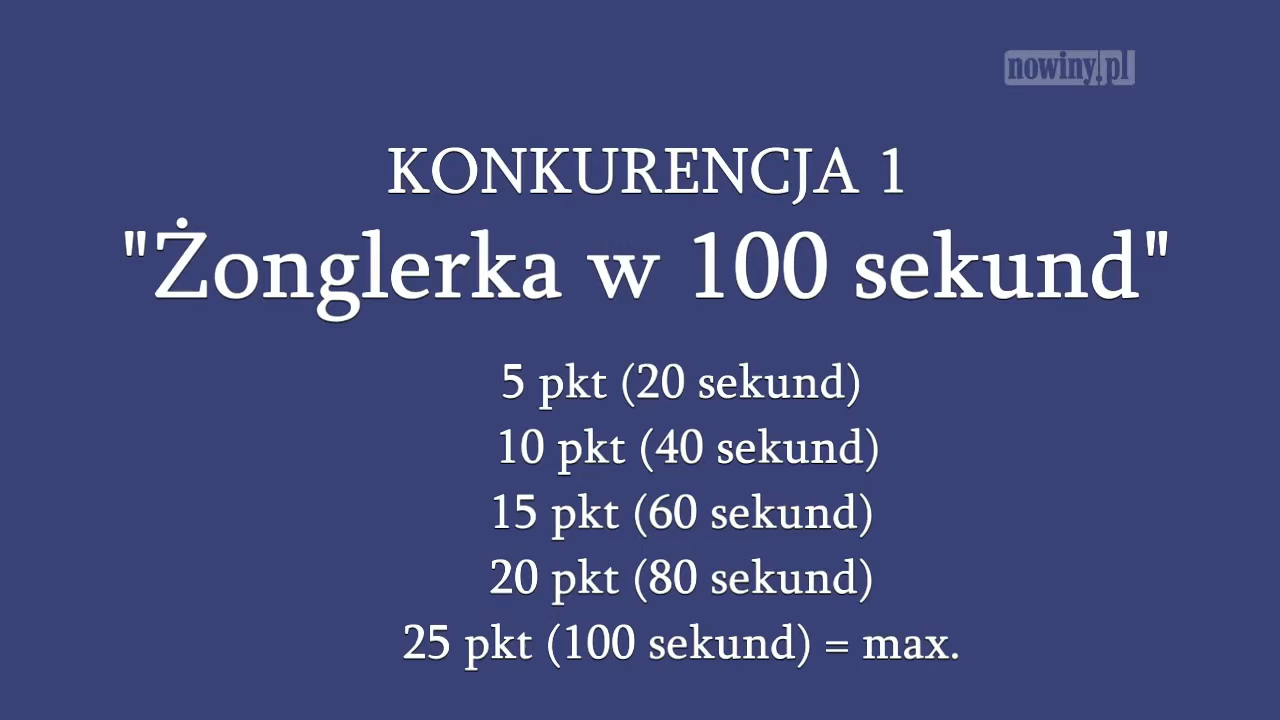 nowiny.pl
KONKURENCJA 1
"Żonglerka w 100 sekund"
5 pkt (20 sekund)
10 pkt (40 sekund)
15 pkt (60 sekund)
20 pkt (80 sekund)
25 pkt (100 sekund) = max.